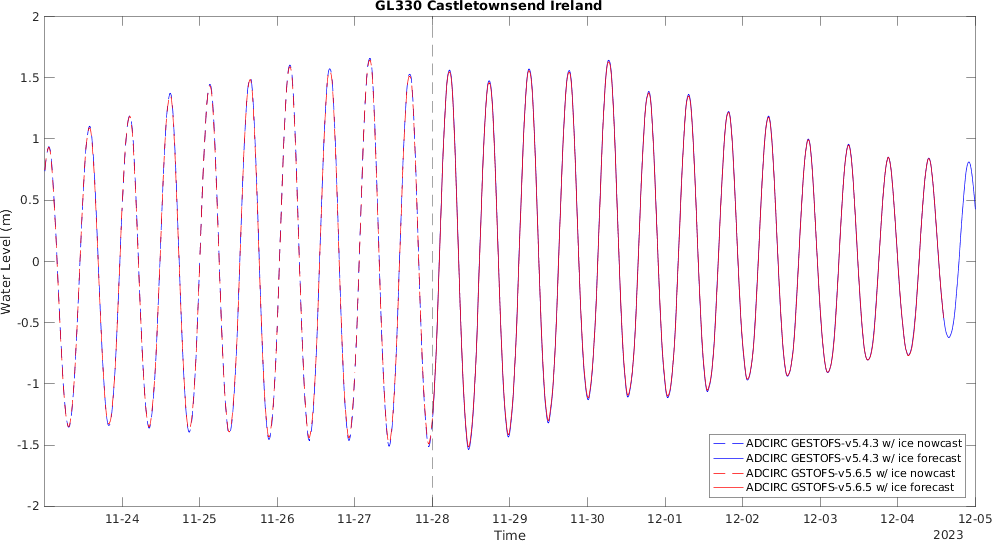 GL330 Castletownsend Ireland
2
1.5
1
0.5
0
-0.5
-1
-1.5
-2
Water Level (m)
ADCIRC GESTOFS-v5.4.3 w/ ice nowcast
ADCIRC GESTOFS-v5.4.3 w/ ice forecast
ADCIRC GSTOFS-v5.6.5 w/ ice nowcast
ADCIRC GSTOFS-v5.6.5 w/ ice forecast
11-24 11-25 11-26 11-27 11-28 11-29 11-30 12-01 12-02 12-03 12-04 12-05
Time
2023